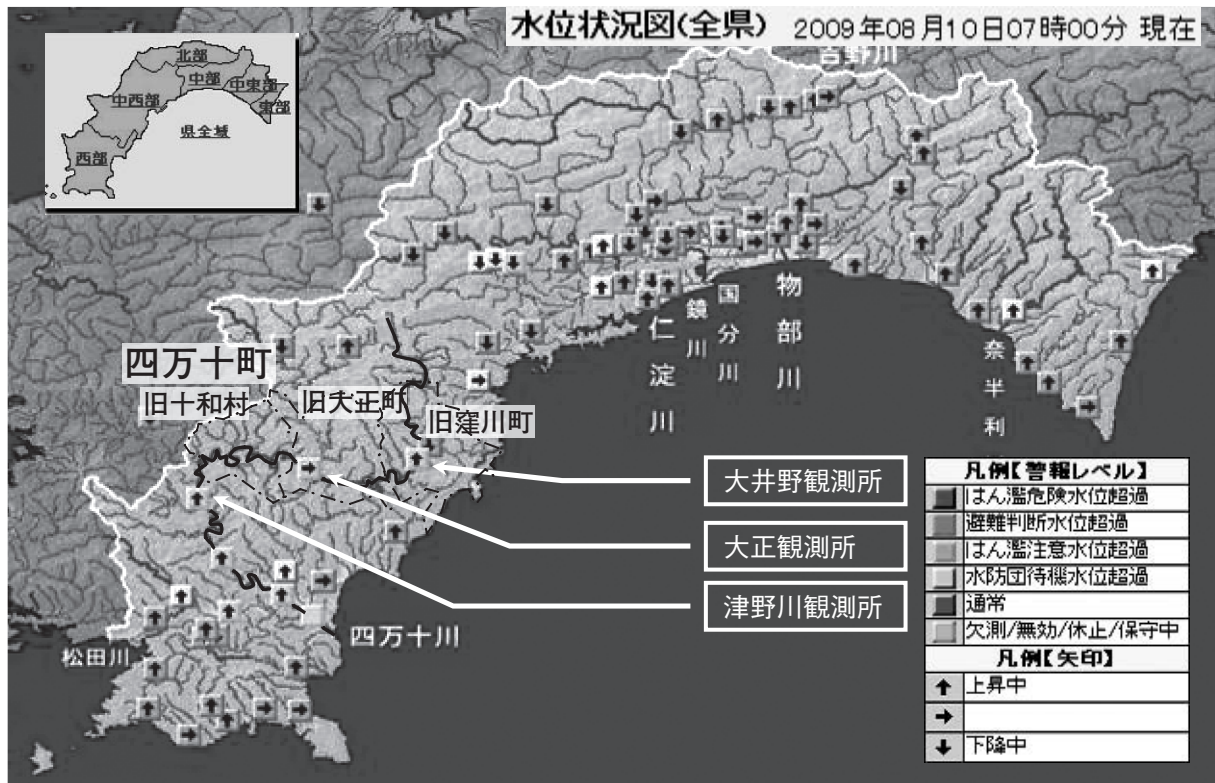 水位状況図(全県) 2009年08月10日07時00分 現在
北部
中部
中東部
東部
中西部
県全域
西部
吉野川
四万十町
旧十和村
旧大正町
旧窪川町
仁淀川
鏡川
国分川
物部川
奈半利
大井野観測所
大正観測所
津野川観測所
四万十川
松田川
凡例【警報レベル】
はん濫危険水位超過
避難判断水位超過
はん濫注意水位超過
水防団待機水位超過
通常
欠測/無効/休止/保守中
凡例【矢印】
↑ 上昇中
→
↓ 下降中